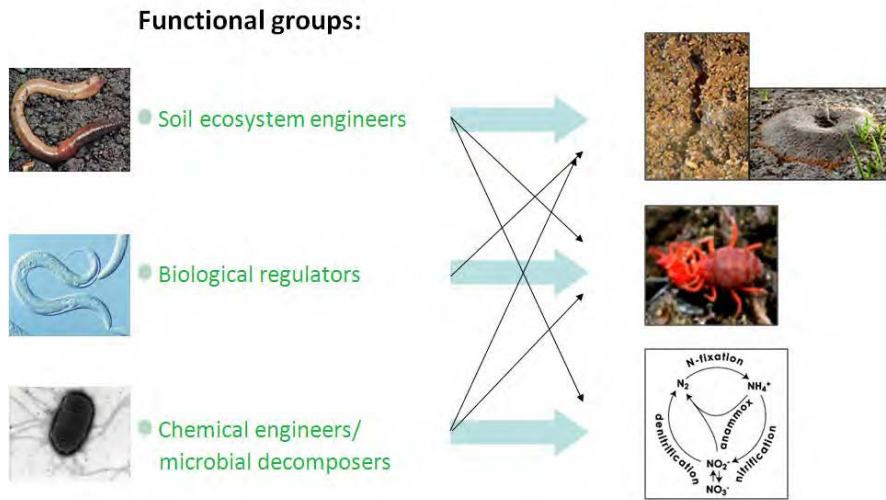 Functional groups:
Soil ecosystem engineers
Biological regulators
Chemical engineers/
microbial decomposers
N-fixation
N₂
NH₄⁺
anammox
denitrification
nitrification
NO₂⁻
NO₃⁻